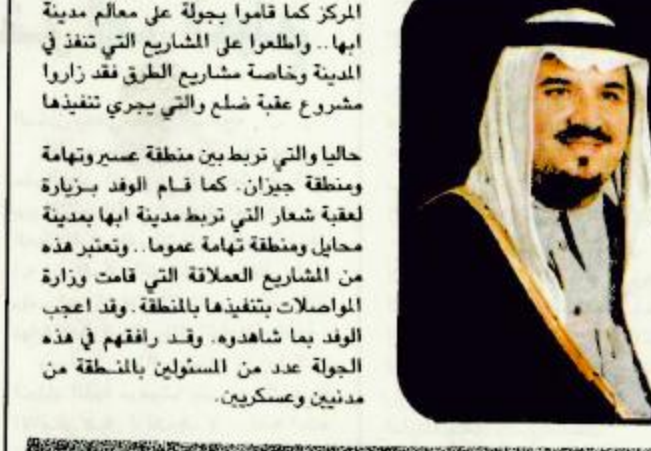 المركز كما قاموا بجولة على معالم مدينة
ابها.. واطلعوا على المشاريع التي تنفذ في
المدينة وخاصة مشاريع الطرق فقد زاروا
مشروع عقبة ضلع والتي يجري تنفيذها
حاليا والتي تربط بين منطقة عسير وتهامة
ومنطقة جيزان. كما قام الوفد بزيارة
لعقبة شعار التي تربط مدينة ابها بمدينة
محايل ومنطقة تهامة عموما.. وتعتبر هذه
من المشاريع العملاقة التي قامت وزارة
المواصلات بتنفيذها بالمنطقة. وقد اعجب
الوفد بما شاهدوه. وقد رافقهم في هذه
الجولة عدد من المسئولين بالمنطقة من
مدنيين وعسكريين.